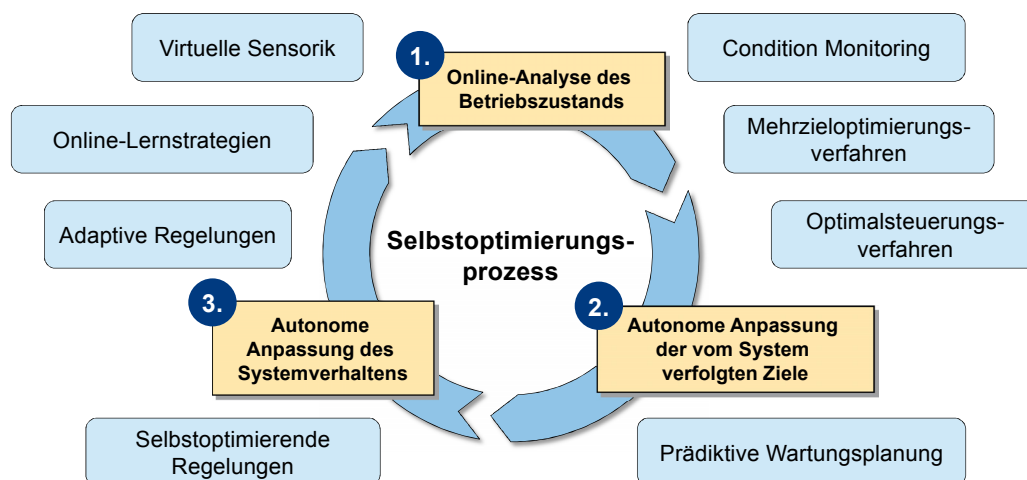 Virtuelle Sensorik
1.
Online-Analyse des
Betriebszustands
Condition Monitoring
Online-Lernstrategien
Mehrzieloptimierungs-
verfahren
Adaptive Regelungen
Selbstoptimierungs-
prozess
Optimalsteuerungs-
verfahren
3.
Autonome
Anpassung des
Systemverhaltens
2.
Autonome Anpassung
der vom System
verfolgten Ziele
Selbstoptimierende
Regelungen
Prädiktive Wartungsplanung